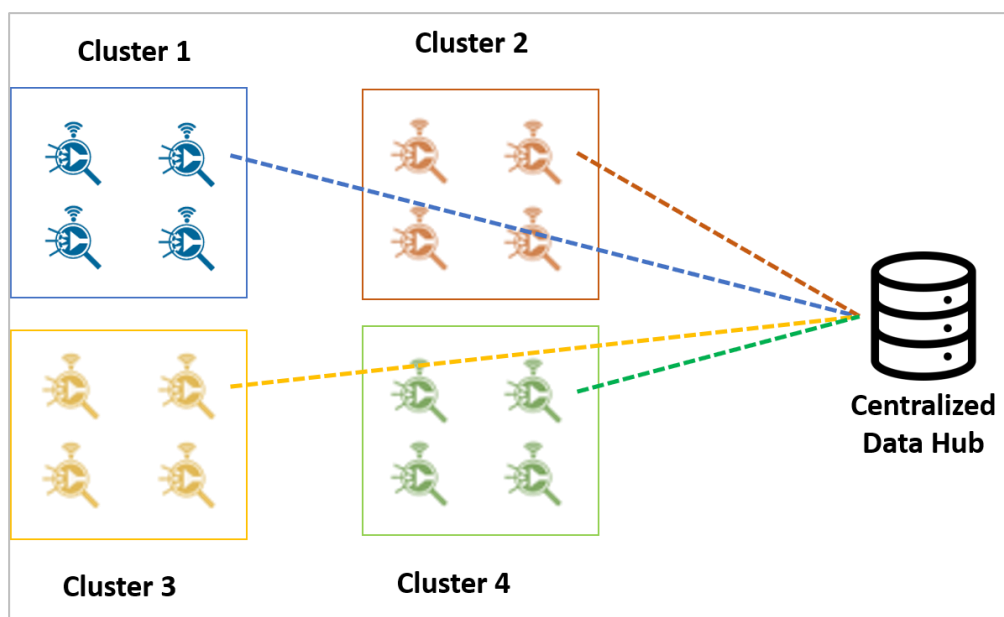 Cluster 1
Cluster 2
Centralized
Data Hub
Cluster 3
Cluster 4